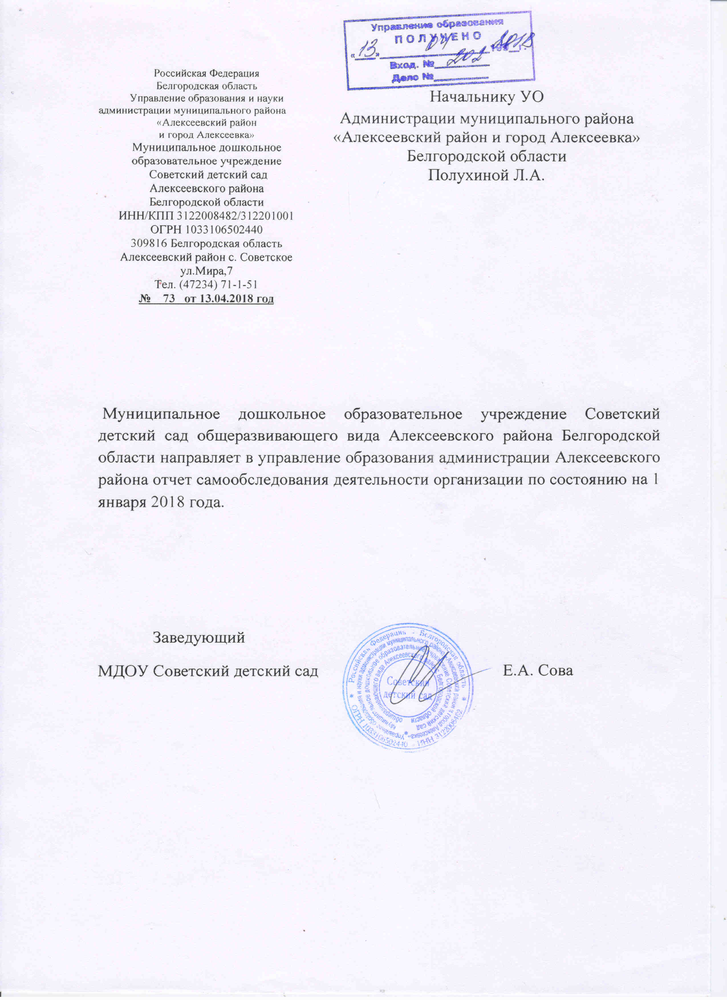 Управление образования
ПОЛУЧЕНО
«13» 04 2018 г.
Вход. № 202
Дело №
Российская Федерация
Белгородская область
Управление образования и науки
администрации муниципального района
«Алексеевский район
и город Алексеевка»
Муниципальное дошкольное
образовательное учреждение
Советский детский сад
Алексеевского района
Белгородской области
ИНН/КПП 3122008482/312201001
ОГРН 1033106502440
309816 Белгородская область
Алексеевский район с. Советское
ул.Мира,7
Тел. (47234) 71-1-51
№ 73 от 13.04.2018 год
Начальнику УО
Администрации муниципального района
«Алексеевский район и город Алексеевка»
Белгородской области
Полухиной Л.А.
Муниципальное дошкольное образовательное учреждение Советский
детский сад общеразвивающего вида Алексеевского района Белгородской
области направляет в управление образования администрации Алексеевского
района отчет самообследования деятельности организации по состоянию на 1
января 2018 года.
Заведующий
МДОУ Советский детский сад
Е.А. Сова
Российская Федерация - Белгородская область
* ОГРН 1033106502440 - ИНН 3122008482 *
Управление образования и науки администрации муниципального района «Алексеевский район и город Алексеевка»
Муниципальное дошкольное образовательное учреждение Советский детский сад
общеразвивающего вида Алексеевского района Белгородской области
Советский
детский сад